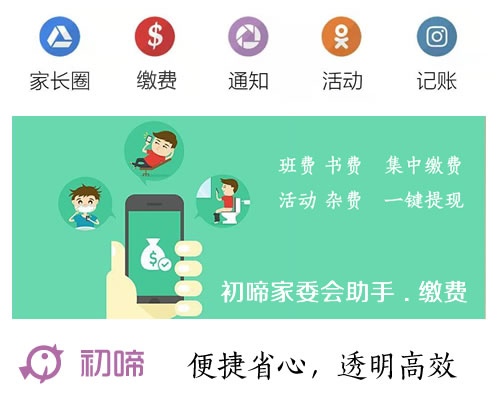 家长圈 缴费 通知 活动 记账
班费 书费 集中缴费
活动 杂费 一键提现
初啼家委会助手．缴费
初啼 便捷省心，透明高效